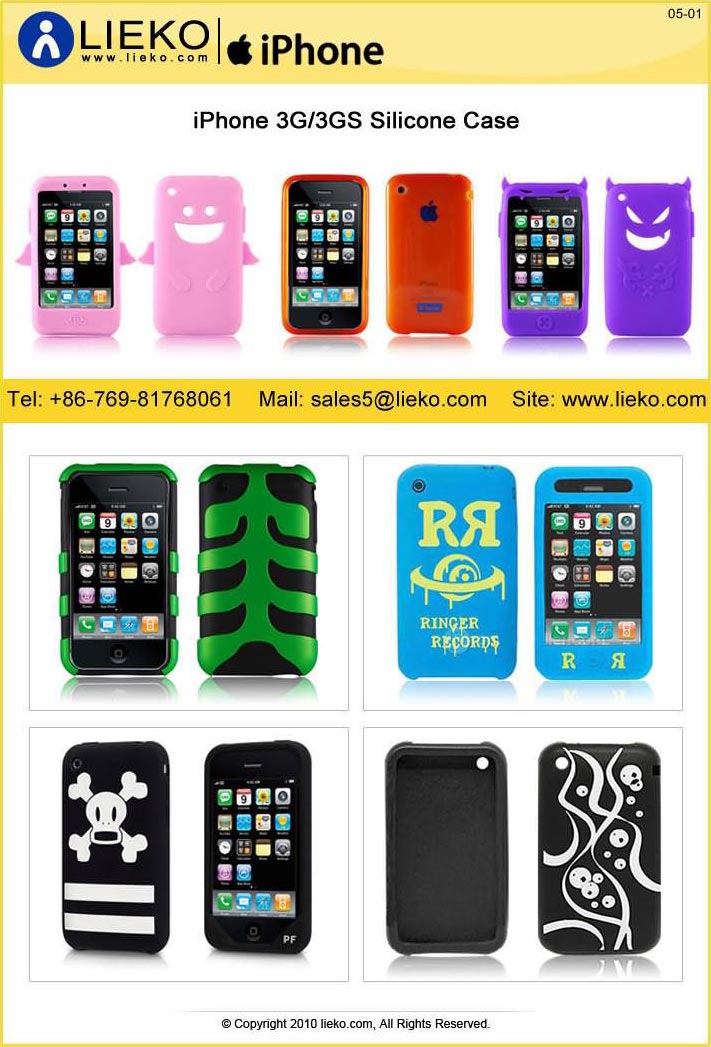 05-01
LIEKO
www.lieko.com
iPhone
iPhone 3G/3GS Silicone Case
Tel: +86-769-81768061 Mail: sales5@lieko.com Site: www.lieko.com
RЯ
RINGER
RECORDS
R Я
PF
© Copyright 2010 lieko.com, All Rights Reserved.